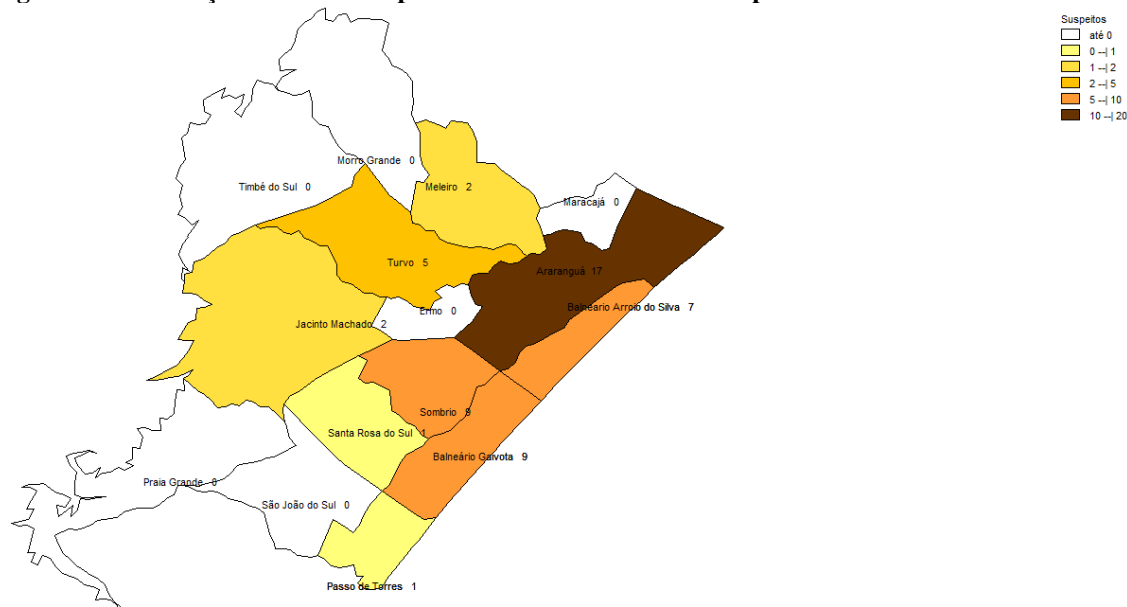 Suspeitos
até 0
0 --| 1
1 --| 2
2 --| 5
5 --| 10
10 --| 20
Morro Grande 0
Timbé do Sul 0
Meleiro 2
Maracajá 0
Turvo 5
Araranguá 17
Ermo 0
Balneário Arroio do Silva 7
Jacinto Machado 2
Sombrio 9
Santa Rosa do Sul 1
Balneário Gaivota 9
Praia Grande 0
São João do Sul 0
Passo de Torres 1